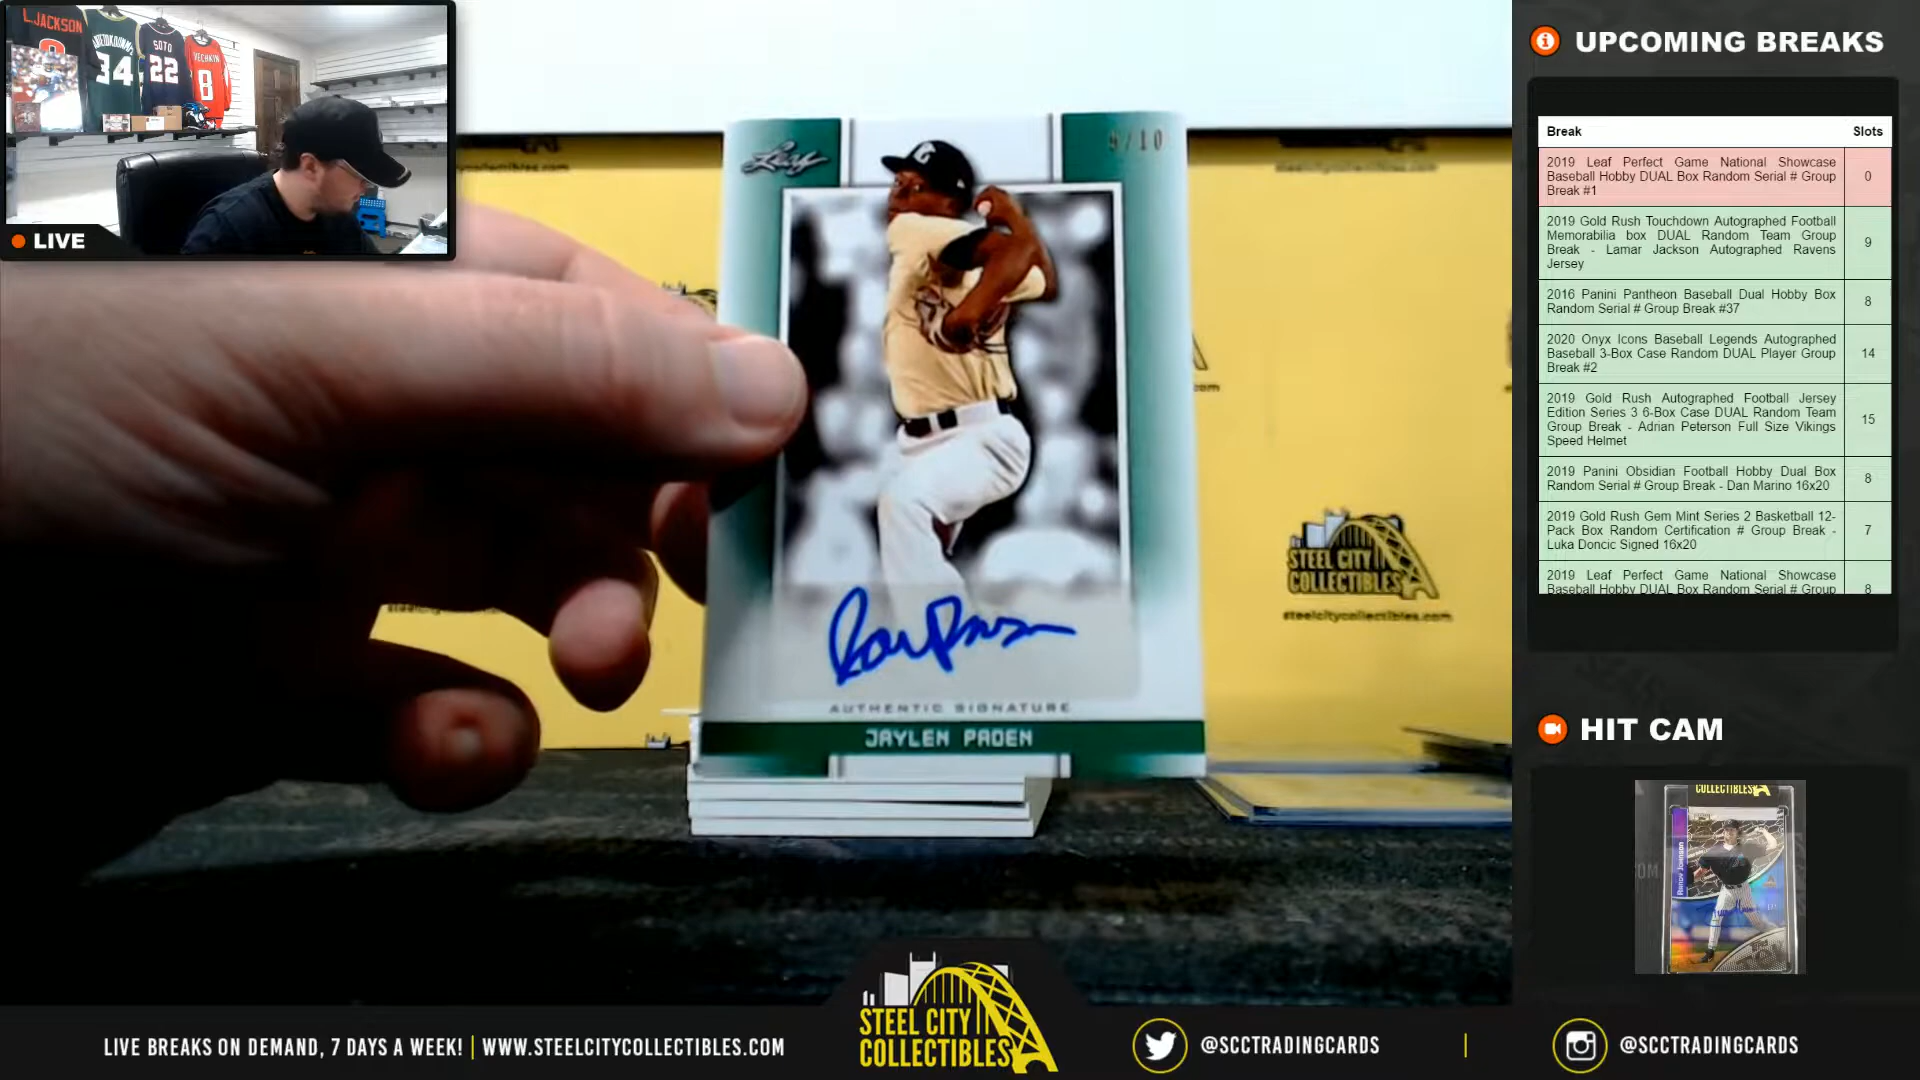 L.JACKSON
34
SOTO
22
8
LIVE
Leaf
9/10
AUTHENTIC SIGNATURE
JAYLEN PADEN
STEEL CITY
COLLECTIBLES
steelcitycollectibles.com
UPCOMING BREAKS
Break Slots
2019 Leaf Perfect Game National Showcase
Baseball Hobby DUAL Box Random Serial # Group
Break #1
0
2019 Gold Rush Touchdown Autographed Football
Memorabilia box DUAL Random Team Group
Break - Lamar Jackson Autographed Ravens
Jersey
9
2016 Panini Pantheon Baseball Dual Hobby Box
Random Serial # Group Break #37
8
2020 Onyx Icons Baseball Legends Autographed
Baseball 3-Box Case Random DUAL Player Group
Break #2
14
2019 Gold Rush Autographed Football Jersey
Edition Series 3 6-Box Case DUAL Random Team
Group Break - Adrian Peterson Full Size Vikings
Speed Helmet
15
2019 Panini Obsidian Football Hobby Dual Box
Random Serial # Group Break - Dan Marino 16x20
8
2019 Gold Rush Gem Mint Series 2 Basketball 12-
Pack Box Random Certification # Group Break -
Luka Doncic Signed 16x20
7
2019 Leaf Perfect Game National Showcase
Baseball Hobby DUAL Box Random Serial # Group
8
HIT CAM
COLLECTIBLES
Randy Johnson
STEEL CITY
COLLECTIBLES
LIVE BREAKS ON DEMAND, 7 DAYS A WEEK! | WWW.STEELCITYCOLLECTIBLES.COM
@SCCTRADINGCARDS | @SCCTRADINGCARDS